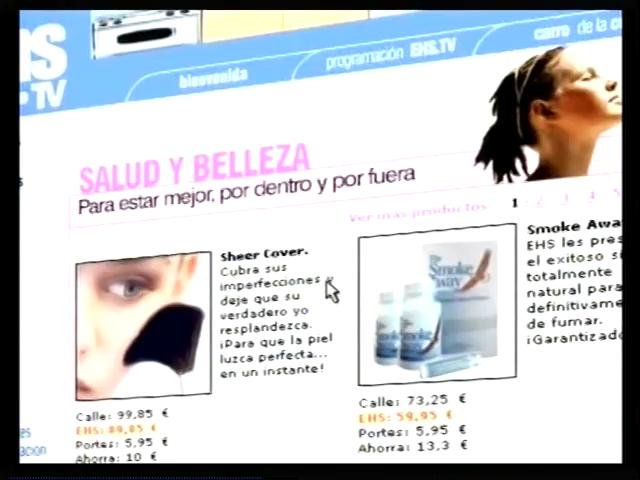 HS
TV
bienvenida
programación EHS.TV
carro de la
SALUD Y BELLEZA
Para estar mejor, por dentro y por fuera
Ver más productos 1 2 3 4 5
Sheer Cover.
Cubra sus
imperfecciones y
deje que su
verdadero yo
resplandezca.
¡Para que la piel
luzca perfecta...
en un instante!
Calle: 99,85 €
EHS: 89,85 €
Portes: 5,95 €
Ahorra: 10 €
Smoke
away
Smoke Awa
EHS les pres
el exitoso si
totalmente
natural para
definitivame
de fumar.
¡Garantizado
Calle: 73,25 €
EHS: 59,95 €
Portes: 5,95 €
Ahorra: 13,3 €